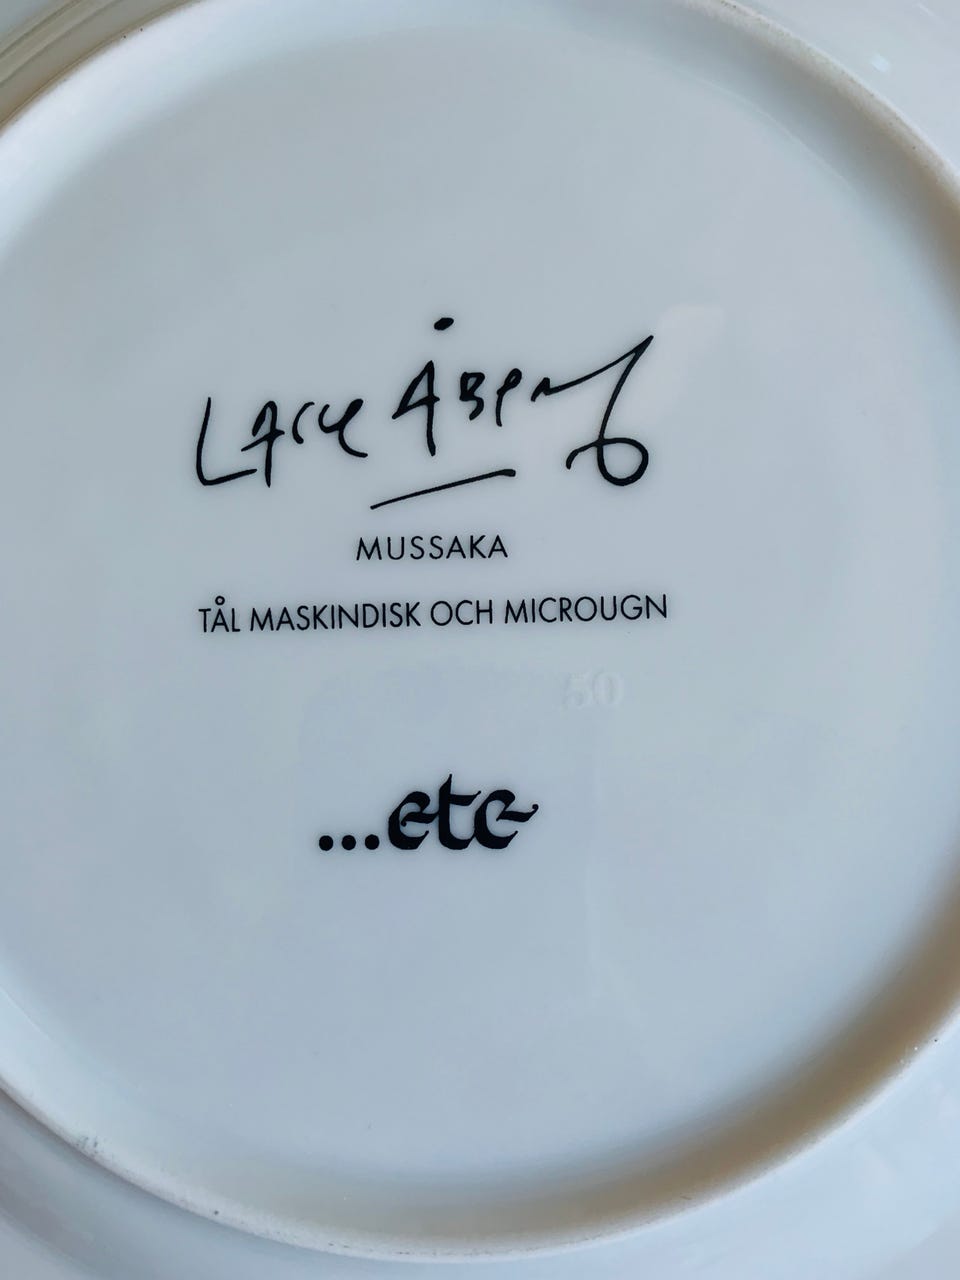 Lasse Åberg
MUSSAKA
TÅL MASKINDISK OCH MICROUGN
50
...etc